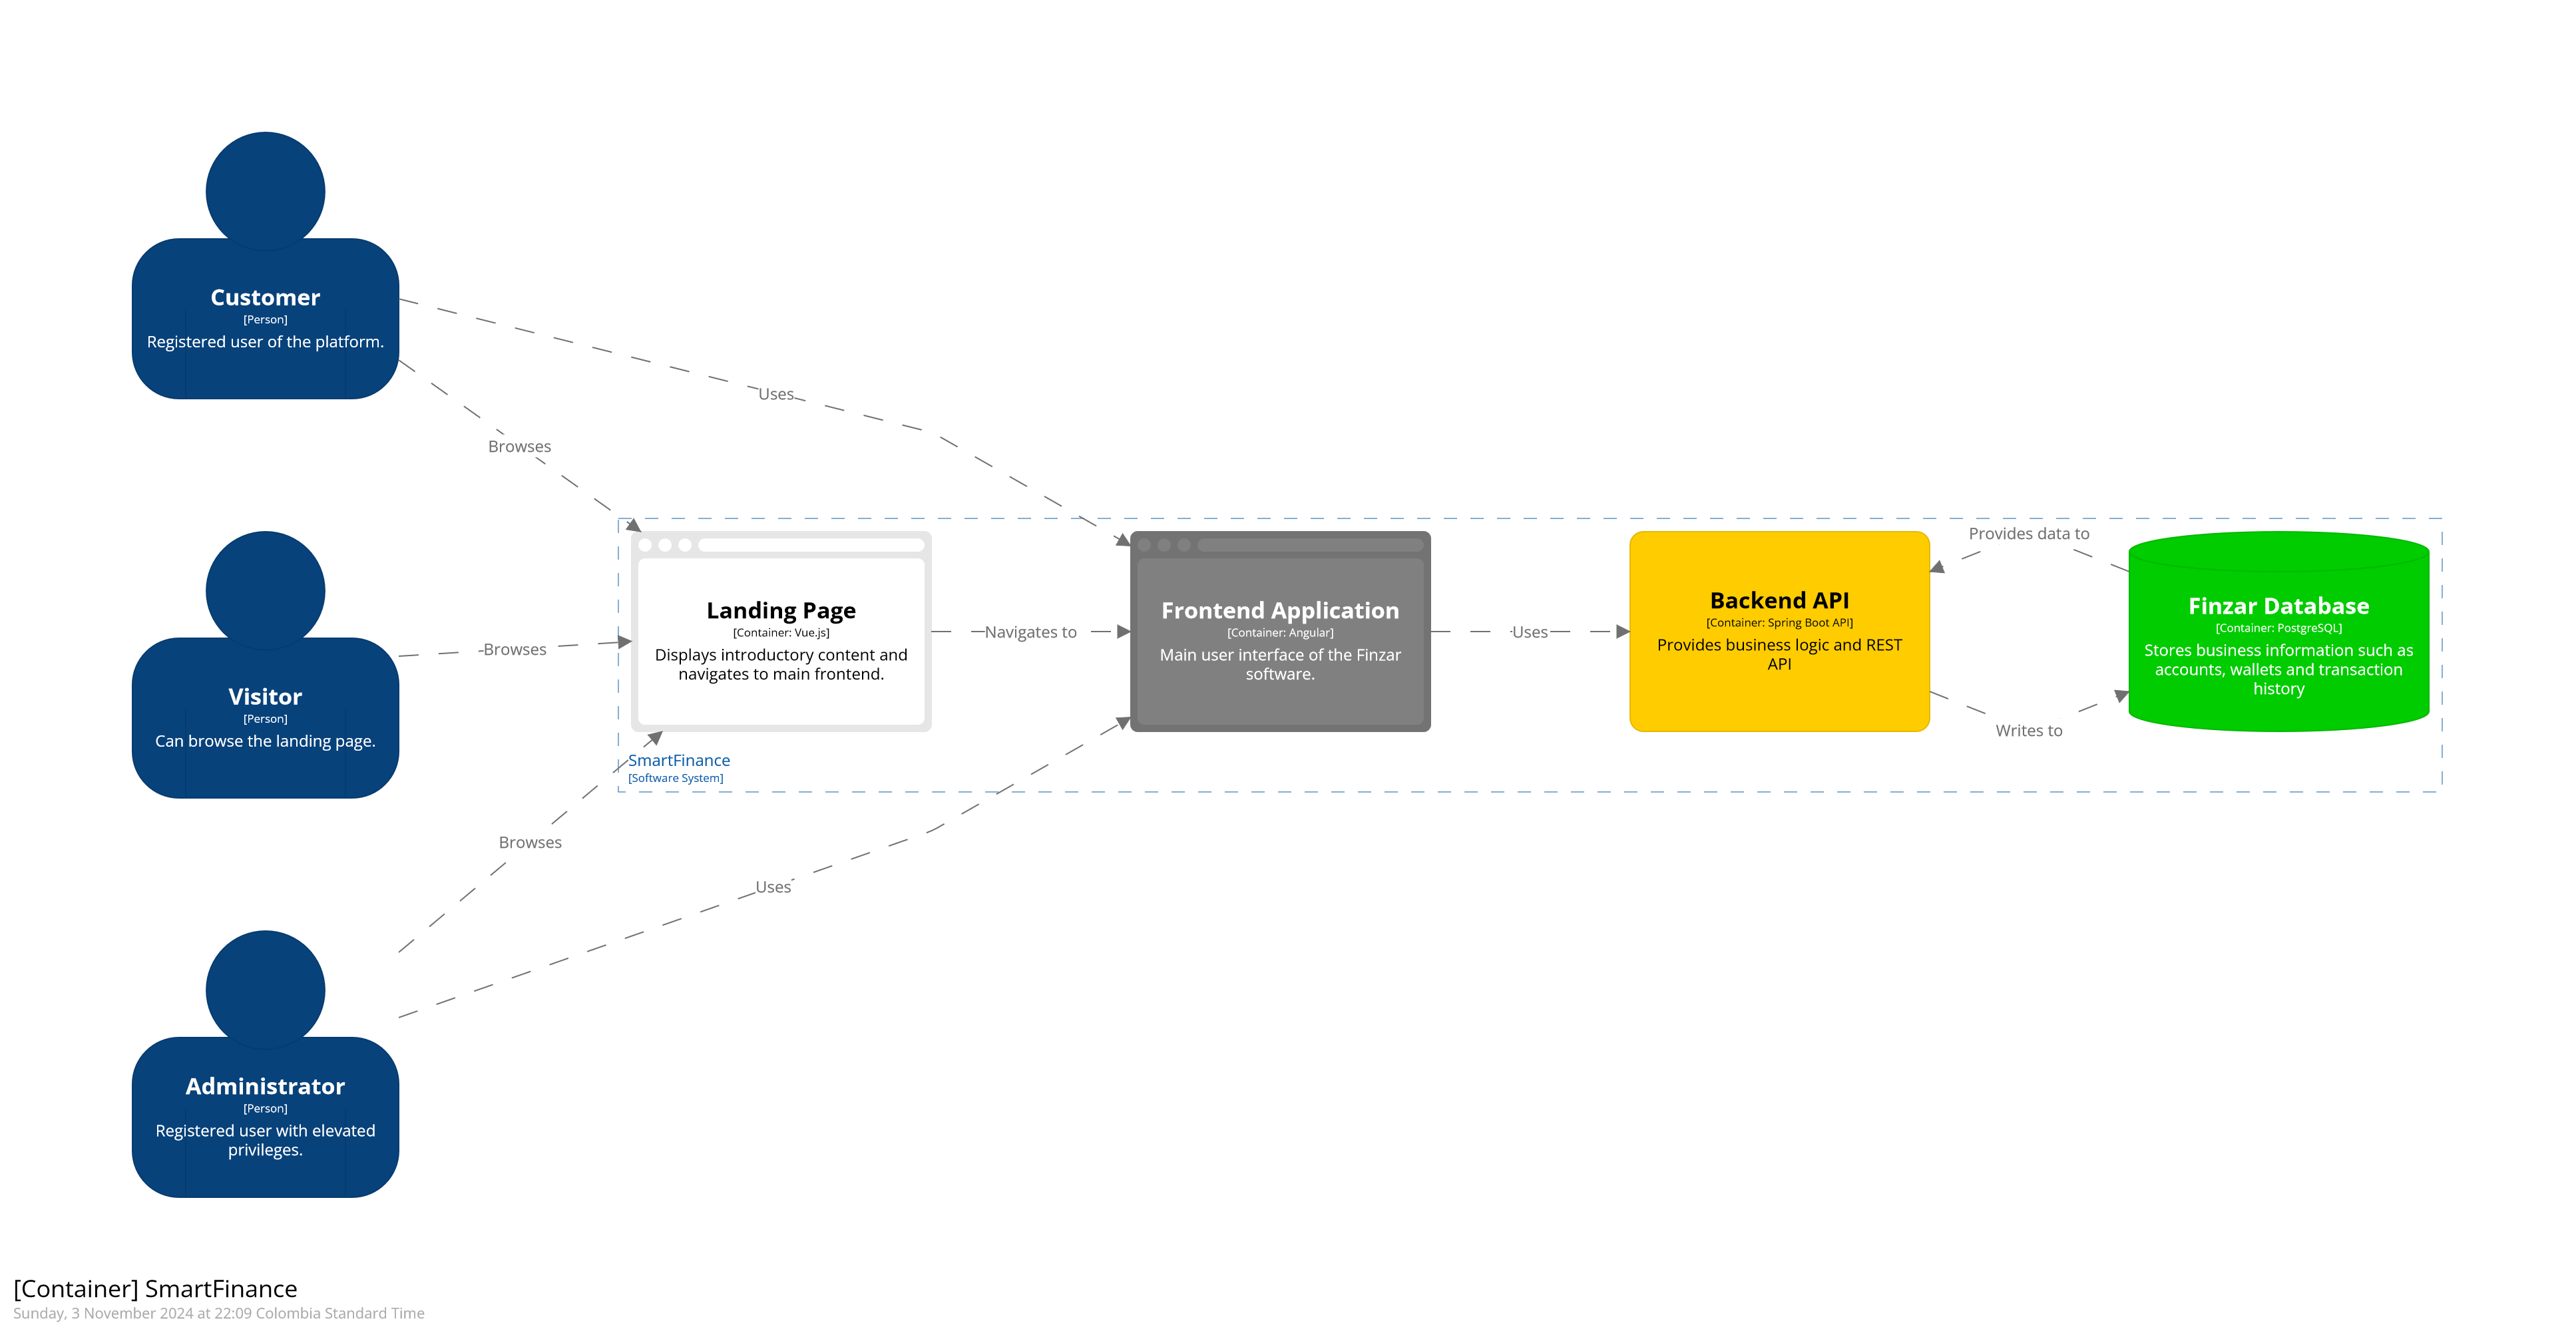 Customer
[Person]
Registered user of the platform.
Uses
Browses
Visitor
[Person]
Can browse the landing page.
Browses
Landing Page
[Container: Vue.js]
Displays introductory content and
navigates to main frontend.
Navigates to
Frontend Application
[Container: Angular]
Main user interface of the Finzar
software.
Uses
Backend API
[Container: Spring Boot API]
Provides business logic and REST
API
Provides data to
Writes to
Finzar Database
[Container: PostgreSQL]
Stores business information such as
accounts, wallets and transaction
history
SmartFinance
[Software System]
Browses
Uses
Administrator
[Person]
Registered user with elevated
privileges.
[Container] SmartFinance
Sunday, 3 November 2024 at 22:09 Colombia Standard Time